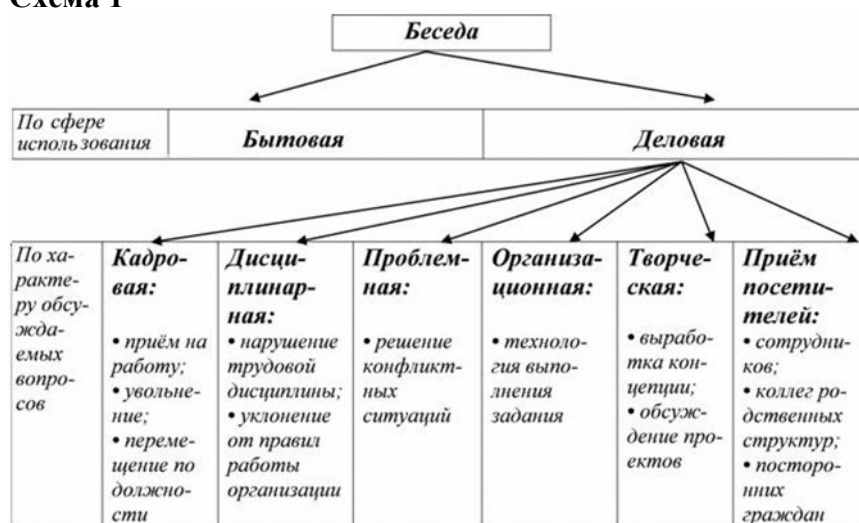 Схема 1
Беседа
По сфере
использования
Бытовая
Деловая
По ха-
ракте-
ру обсу-
ждa-
емых
вопро-
сов
Кадро-
вая:
• приём на
работу;
• увольне-
ние;
• переме-
щение по
должно-
сти
Дисци-
плинар-
ная:
• нарушение
трудовой
дисциплины;
• уклонение
от правил
работы
организации
Проблем-
ная:
• решение
конфликт-
ных
ситуаций
Организа-
ционная:
• техноло-
гия выпо-
лнения
задания
Творче-
ская:
• вырабо-
тка кон-
цепции;
• обсуж-
дение про-
ектов
Приём
посети-
телей:
• сотрудни-
ков;
• коллег ро-
дственных
структур;
• посторо-
нних
граждан